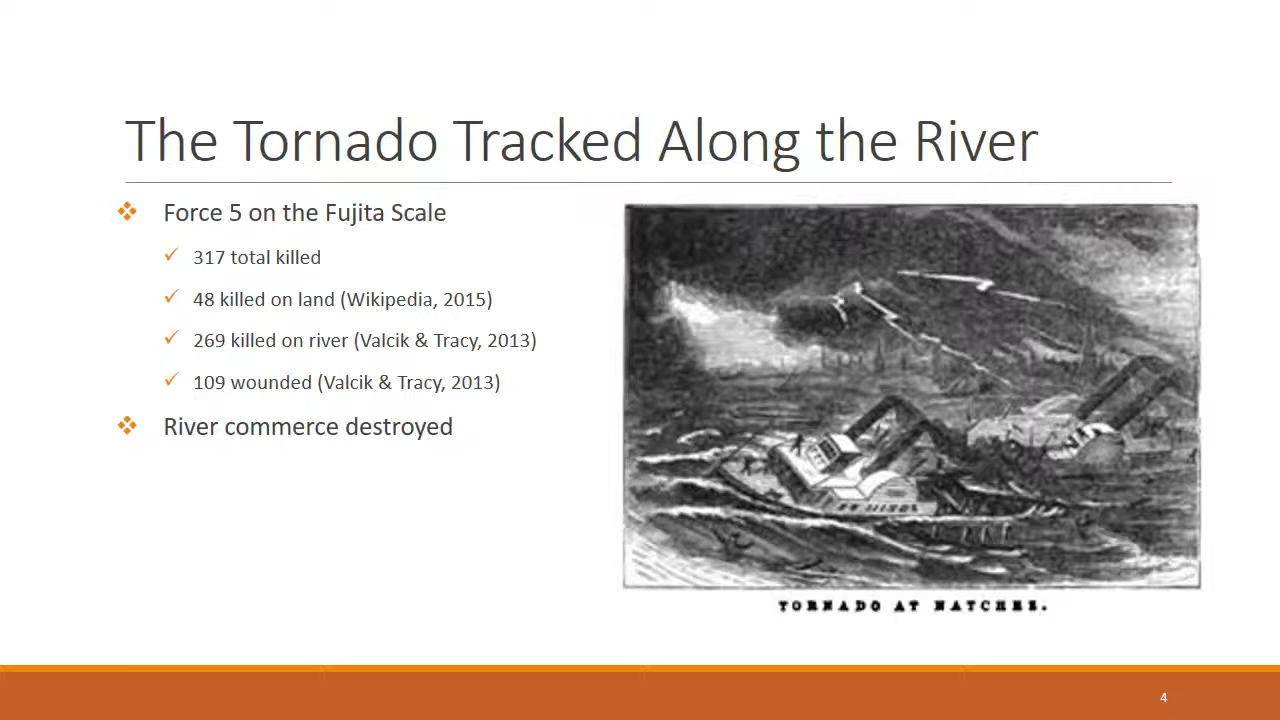 The Tornado Tracked Along the River
Force 5 on the Fujita Scale
317 total killed
48 killed on land (Wikipedia, 2015)
269 killed on river (Valcik & Tracy, 2013)
109 wounded (Valcik & Tracy, 2013)
River commerce destroyed
TORNADO AT NATCHEZ.
4